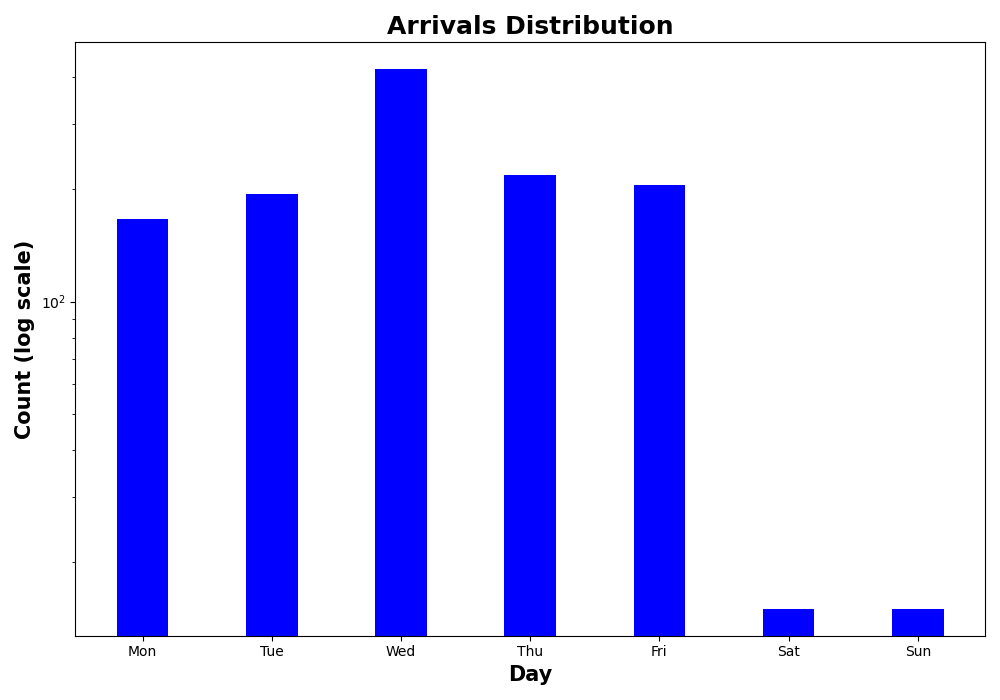 Arrivals Distribution
Count (log scale)
10²
Mon Tue Wed Thu Fri Sat Sun
Day